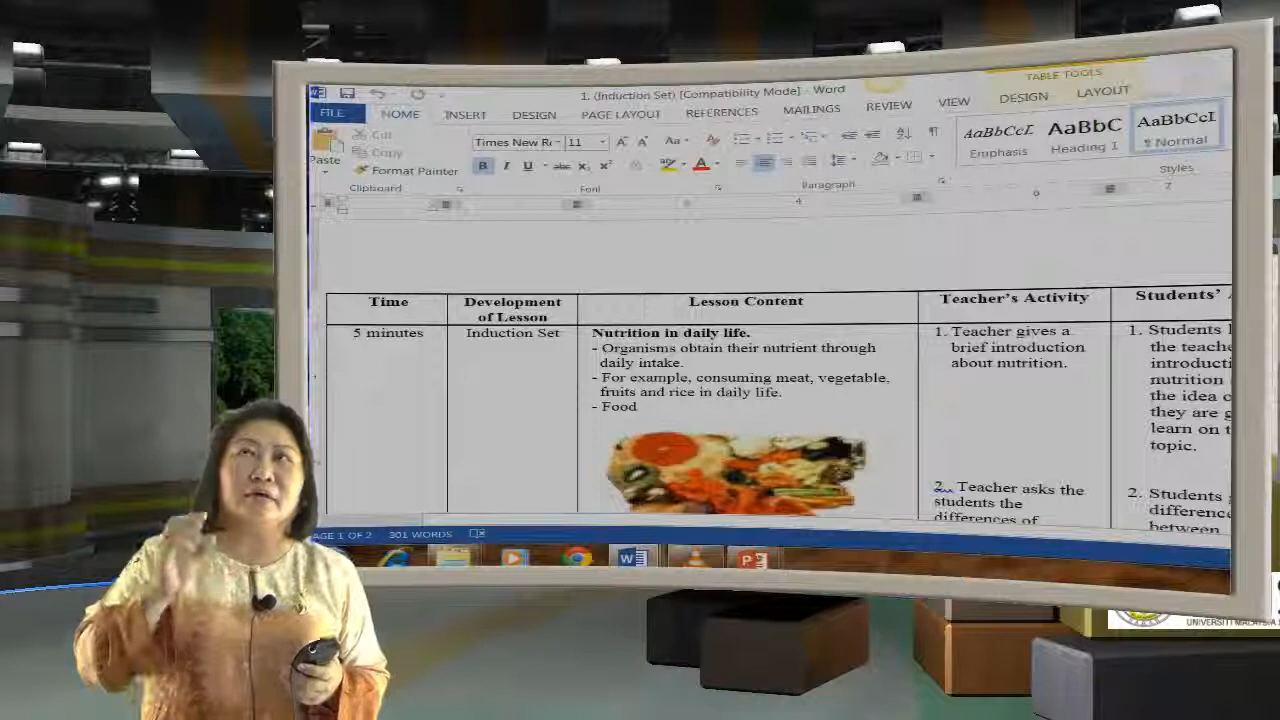 TABLE TOOLS
1. (Induction Set) [Compatibility Mode] - Word
FILE HOME INSERT DESIGN PAGE LAYOUT REFERENCES MAILINGS REVIEW VIEW DESIGN LAYOUT
Cut
Copy
Paste
Format Painter
Times New R 11
AaBbCcI AaBbC AaBbCcI
Emphasis Heading 1 ¶ Normal
Clipboard Font Paragraph Styles
Time Development of Lesson Lesson Content Teacher's Activity Students'
5 minutes
Induction Set
Nutrition in daily life.
- Organisms obtain their nutrient through
daily intake.
- For example, consuming meat, vegetable,
fruits and rice in daily life.
- Food
1. Teacher gives a
brief introduction
about nutrition.
2. Teacher asks the
students the
differences of
1. Students
the teache
introducti
nutrition
the idea o
they are g
learn on t
topic.
2. Students
difference
between
AGE 1 OF 2 301 WORDS
UNIVERSITI MALAYSIA S